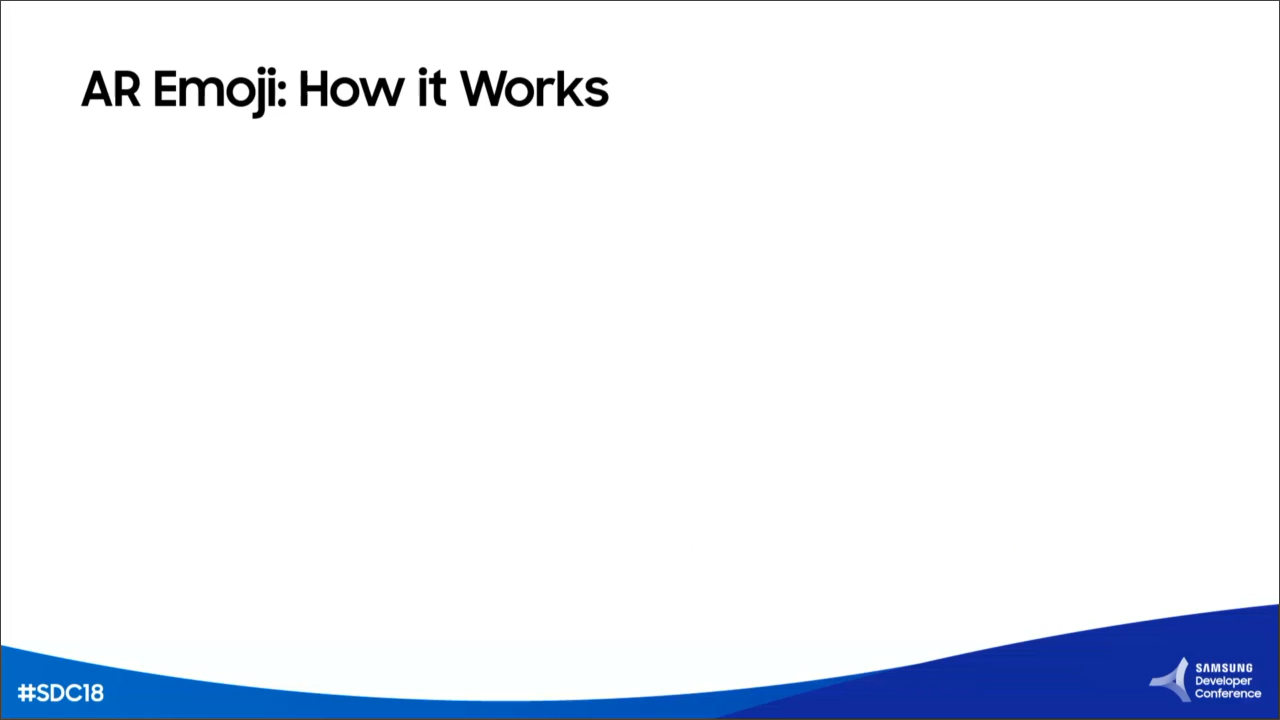 AR Emoji: How it Works
#SDC18
SAMSUNG
Developer
Conference